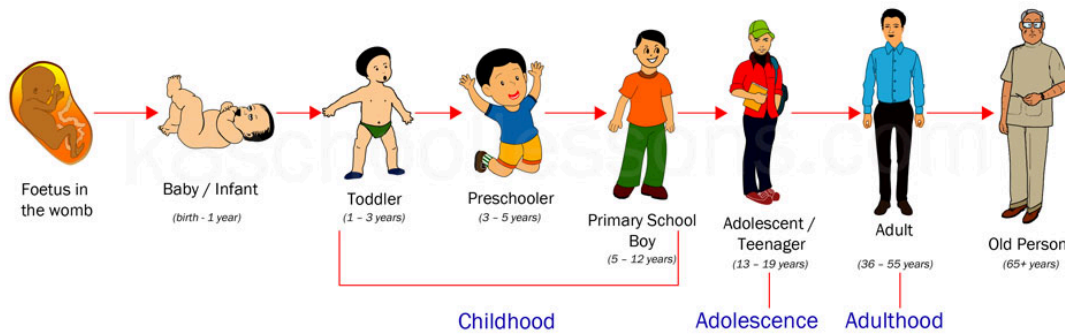 k8schoollessons.com
Foetus in
the womb
Baby / Infant
(birth - 1 year)
Toddler
(1 – 3 years)
Preschooler
(3 – 5 years)
Primary School
Boy
(5 – 12 years)
Adolescent /
Teenager
(13 – 19 years)
Adult
(36 – 55 years)
Old Person
(65+ years)
Childhood
Adolescence
Adulthood